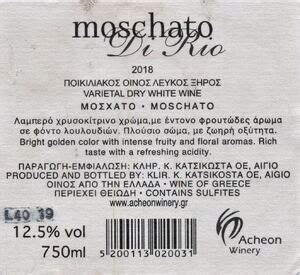 moschato
Di Rio
2018
ΠΟΙΚΙΛΙΑΚΟΣ ΟΙΝΟΣ ΛΕΥΚΟΣ ΞΗΡΟΣ
VARIETAL DRY WHITE WINE
ΜΟΣΧΑΤΟ - MOSCHATO
Λαμπερό χρυσοκίτρινο χρώμα,με έντονο φρουτώδες άρωμα
σε φόντο λουλουδιών. Πλούσιο σώμα, με ζωηρή οξύτητα.
Bright golden color with intense fruity and floral aromas. Rich
taste with a refreshing acidity.
ΠΑΡΑΓΩΓΗ-ΕΜΦΙΑΛΩΣΗ: ΚΛΗΡ. Κ. ΚΑΤΣΙΚΩΣΤΑ ΟΕ, ΑΙΓΙΟ
PRODUCED AND BOTTLED BY: KLIR. K. KATSIKOSTA OE, AIGIO
ΟΙΝΟΣ ΑΠΟ ΤΗΝ ΕΛΛΑΔΑ - WINE OF GREECE
ΠΕΡΙΕΧΕΙ ΘΕΙΩΔΗ - CONTAINS SULFITES
www.acheonwinery.gr
L40 19
12.5% vol
750ml
5 200113 020031
Acheon
Winery